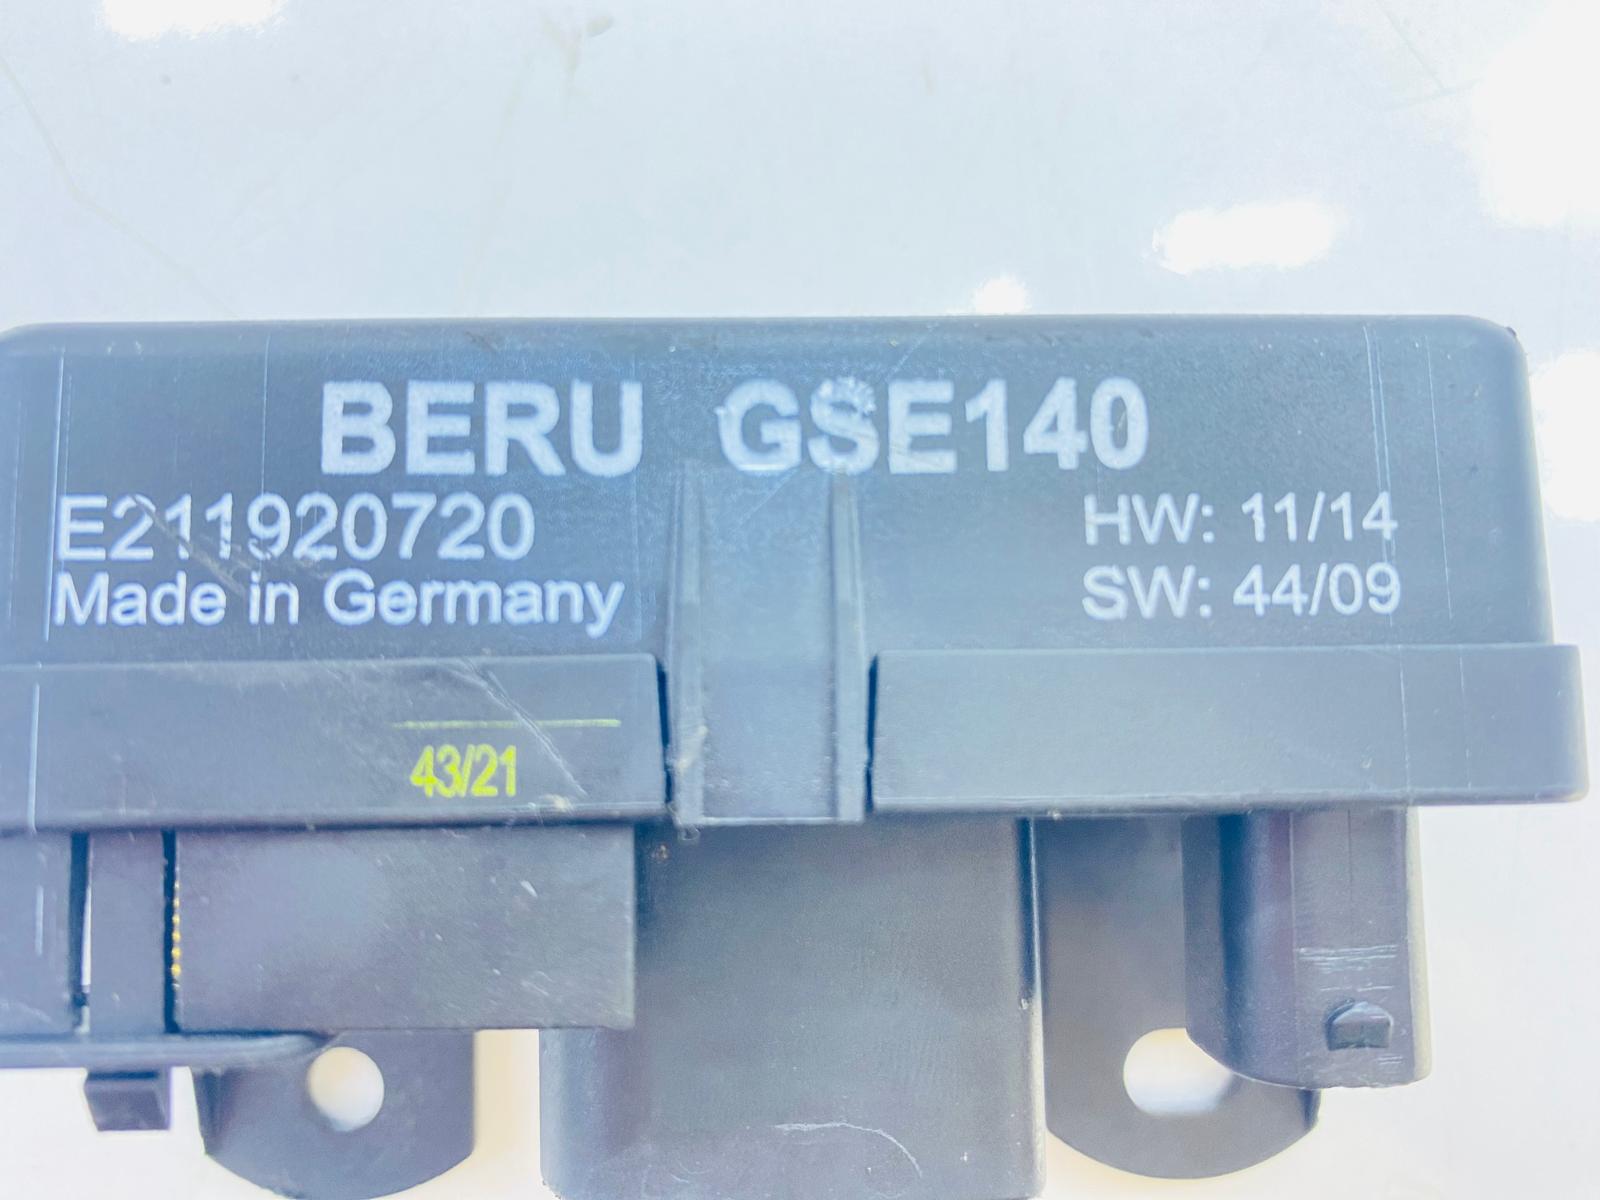 BERU GSE140
E211920720
Made in Germany
HW: 11/14
SW: 44/09
43/21